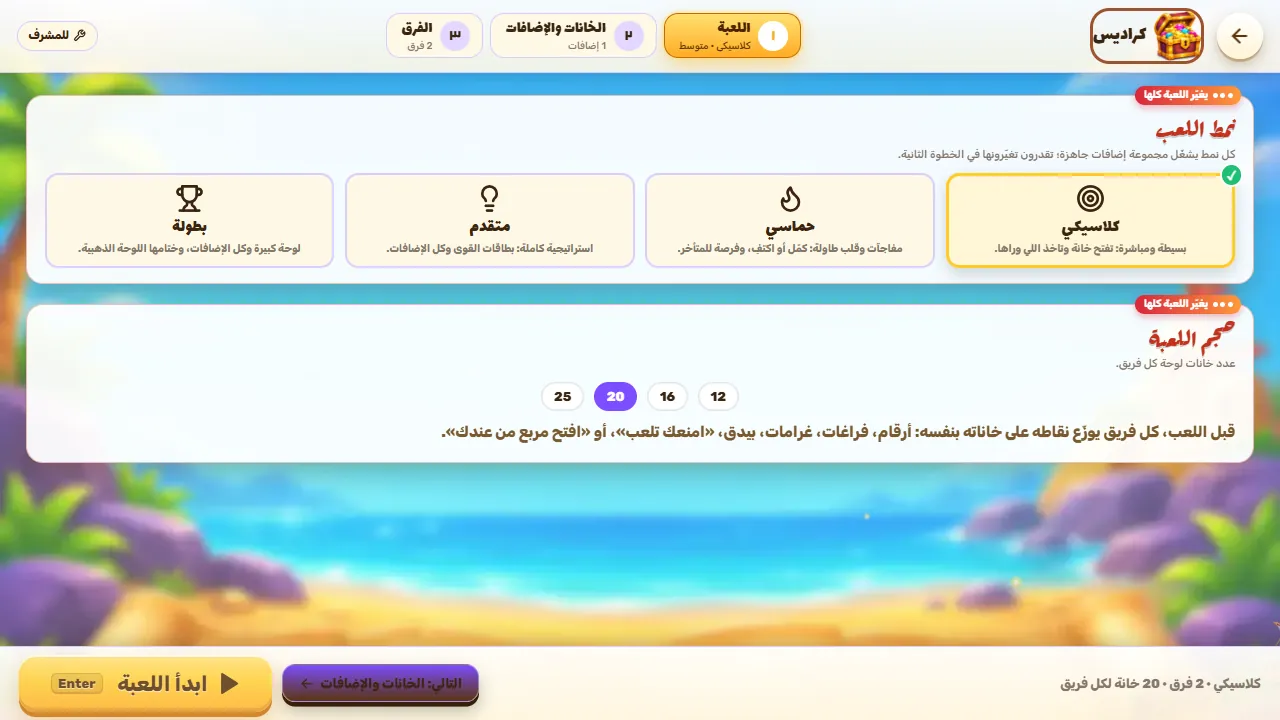 كراديس
١
اللعبة
كلاسيكي • متوسط
٢
الخانات والإضافات
1 إضافات
٣
الفرق
2 فرق
للمشرف
يغيّر اللعبة كلها
نمط اللعب
كل نمط يشغّل مجموعة إضافات جاهزة؛ تقدرون تغيّرونها في الخطوة الثانية.
كلاسيكي
بسيطة ومباشرة: تفتح خانة وتاخذ اللي وراها.
حماسي
مفاجآت وقلب طاولة: كمّل أو اكتفِ، وفرصة للمتأخر.
متقدم
استراتيجية كاملة: بطاقات القوى وكل الإضافات.
بطولة
لوحة كبيرة وكل الإضافات، وختامها اللوحة الذهبية.
يغيّر اللعبة كلها
حجم اللعبة
عدد خانات لوحة كل فريق.
12
16
20
25
قبل اللعب، كل فريق يوزّع نقاطه على خاناته بنفسه: أرقام، فراغات، غرامات، بيدق، «امنعك تلعب»، أو «افتح مربع من عندك».
كلاسيكي • 2 فرق • 20 خانة لكل فريق
التالي: الخانات والإضافات ←
ابدأ اللعبة Enter